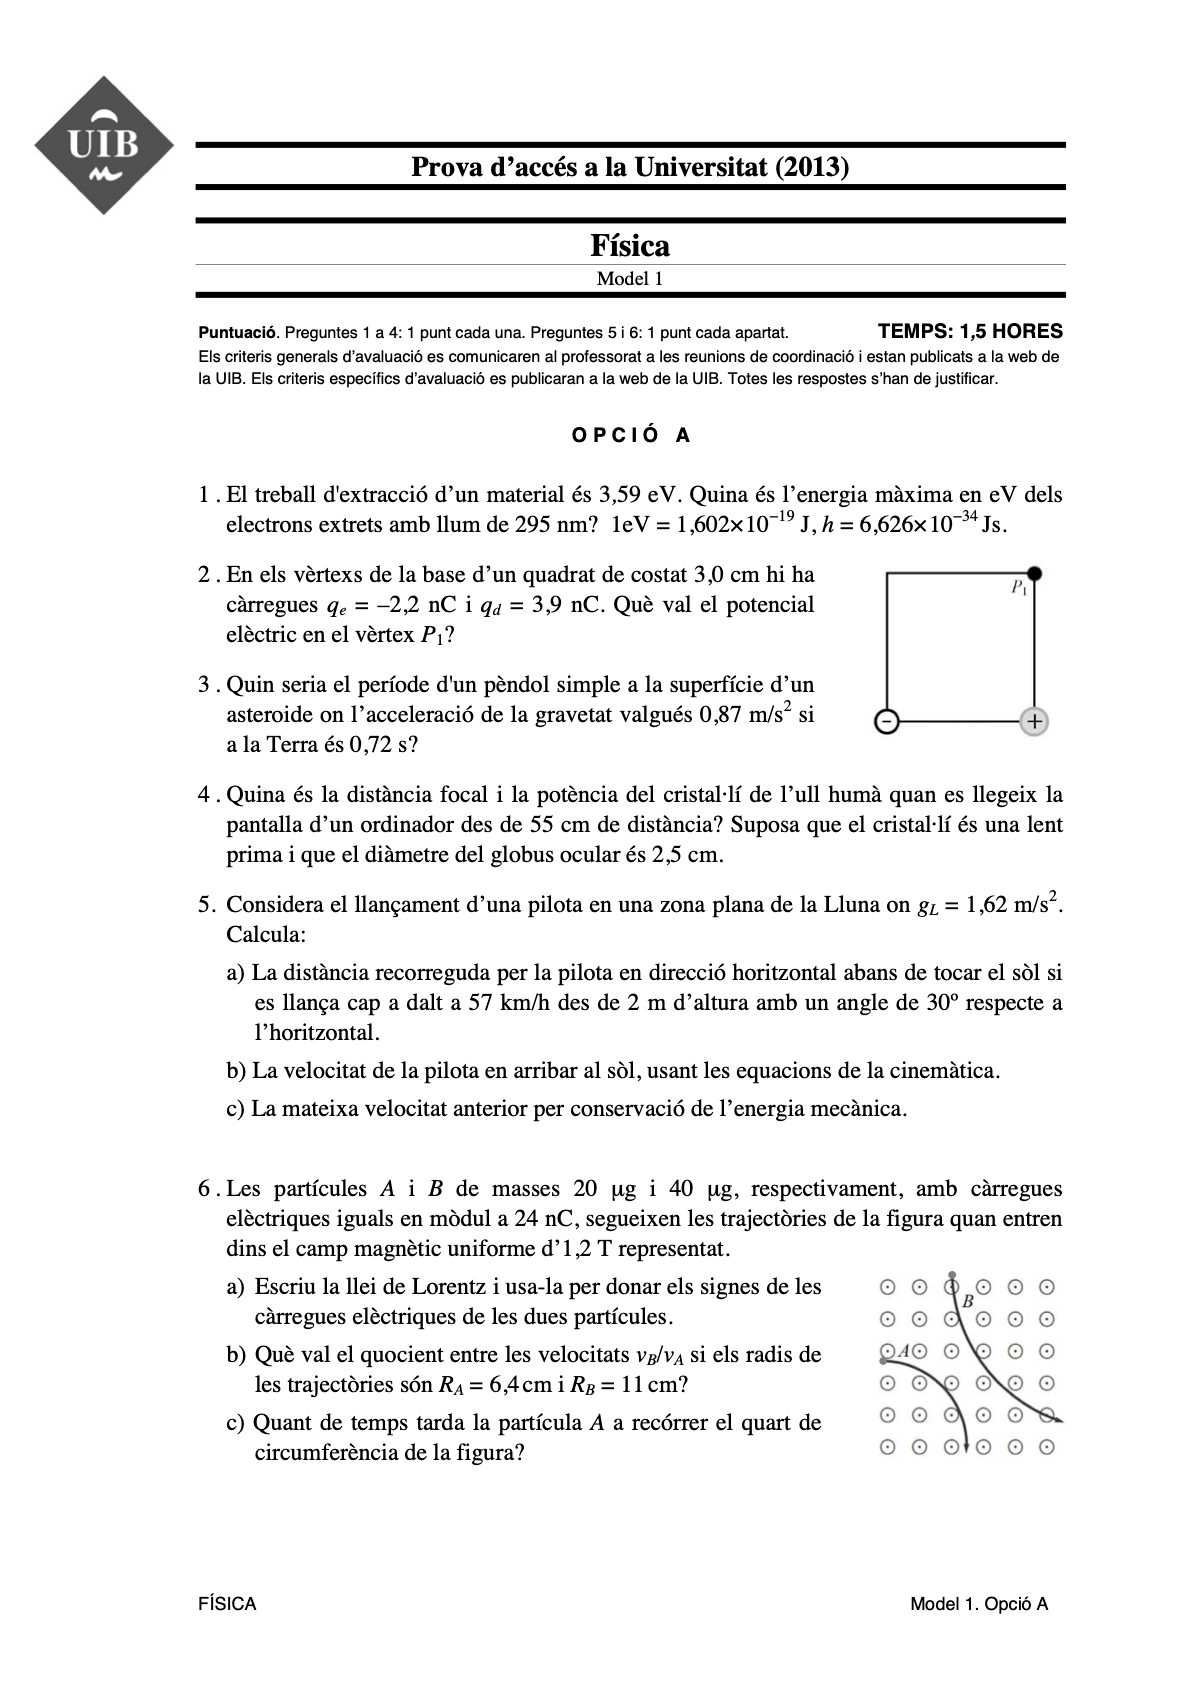 UIB
Prova d’accés a la Universitat (2013)
Física
Model 1
Puntuació. Preguntes 1 a 4: 1 punt cada una. Preguntes 5 i 6: 1 punt cada apartat. TEMPS: 1,5 HORES
Els criteris generals d’avaluació es comunicaren al professorat a les reunions de coordinació i estan publicats a la web de
la UIB. Els criteris específics d’avaluació es publicaran a la web de la UIB. Totes les respostes s’han de justificar.
OPCIÓ A
1 . El treball d'extracció d’un material és 3,59 eV. Quina és l’energia màxima en eV dels
electrons extrets amb llum de 295 nm? 1eV = 1,602×10⁻¹⁹ J, h = 6,626×10⁻³⁴ Js.
2 . En els vèrtexs de la base d’un quadrat de costat 3,0 cm hi ha
càrregues qe = –2,2 nC i qd = 3,9 nC. Què val el potencial
elèctric en el vèrtex P₁?
P₁
-
+
3 . Quin seria el període d'un pèndol simple a la superfície d’un
asteroide on l’acceleració de la gravetat valgués 0,87 m/s² si
a la Terra és 0,72 s?
4 . Quina és la distància focal i la potència del cristal·lí de l’ull humà quan es llegeix la
pantalla d’un ordinador des de 55 cm de distància? Suposa que el cristal·lí és una lent
prima i que el diàmetre del globus ocular és 2,5 cm.
5. Considera el llançament d’una pilota en una zona plana de la Lluna on gL = 1,62 m/s².
Calcula:
a) La distància recorreguda per la pilota en direcció horitzontal abans de tocar el sòl si
es llança cap a dalt a 57 km/h des de 2 m d’altura amb un angle de 30º respecte a
l’horitzontal.
b) La velocitat de la pilota en arribar al sòl, usant les equacions de la cinemàtica.
c) La mateixa velocitat anterior per conservació de l’energia mecànica.
6 . Les partícules A i B de masses 20 µg i 40 µg, respectivament, amb càrregues
elèctriques iguals en mòdul a 24 nC, segueixen les trajectòries de la figura quan entren
dins el camp magnètic uniforme d’1,2 T representat.
a) Escriu la llei de Lorentz i usa-la per donar els signes de les
càrregues elèctriques de les dues partícules.
b) Què val el quocient entre les velocitats vB/vA si els radis de
les trajectòries són RA = 6,4 cm i RB = 11 cm?
c) Quant de temps tarda la partícula A a recórrer el quart de
circumferència de la figura?
B
A
FÍSICA Model 1. Opció A